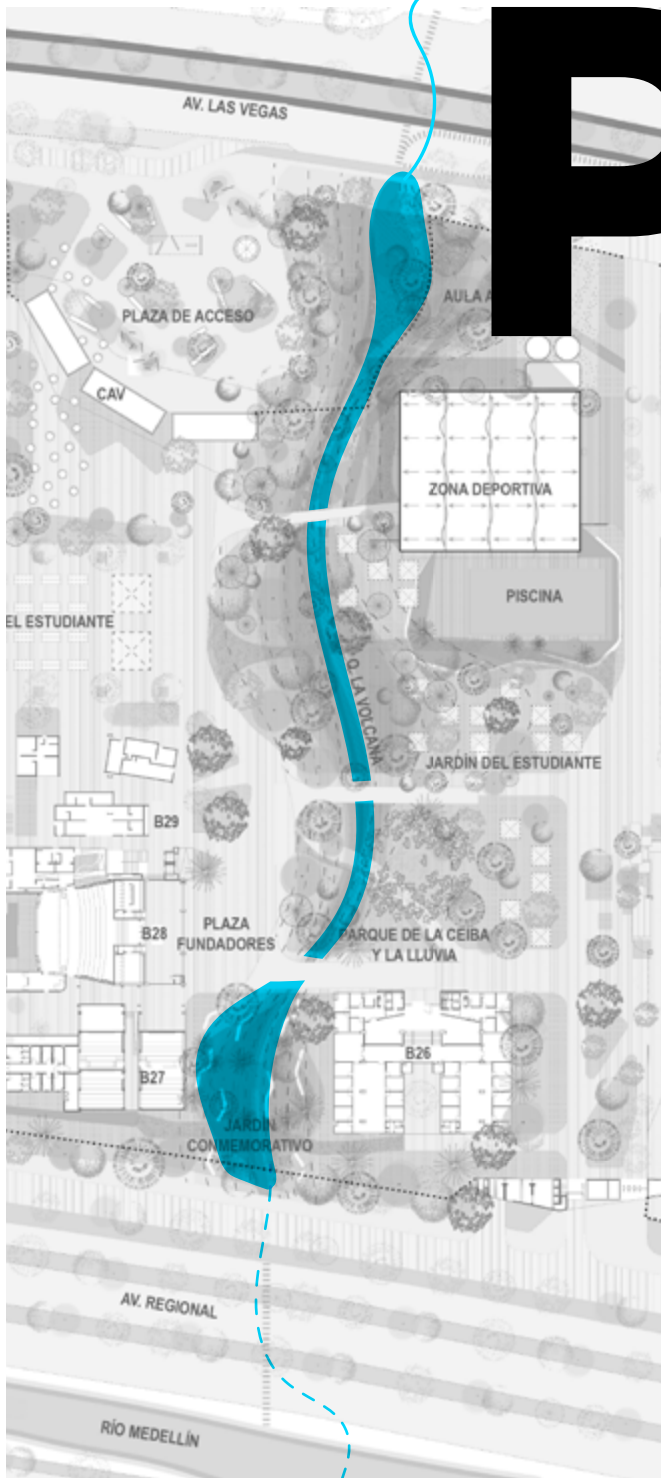 P
AV. LAS VEGAS
AULA A
PLAZA DE ACCESO
CAV
ZONA DEPORTIVA
PISCINA
EL ESTUDIANTE
Q. LA VOLCANA
JARDÍN DEL ESTUDIANTE
B29
B28
PLAZA
FUNDADORES
PARQUE DE LA CEIBA
Y LA LLUVIA
B26
B27
JARDÍN
CONMEMORATIVO
AV. REGIONAL
RÍO MEDELLÍN